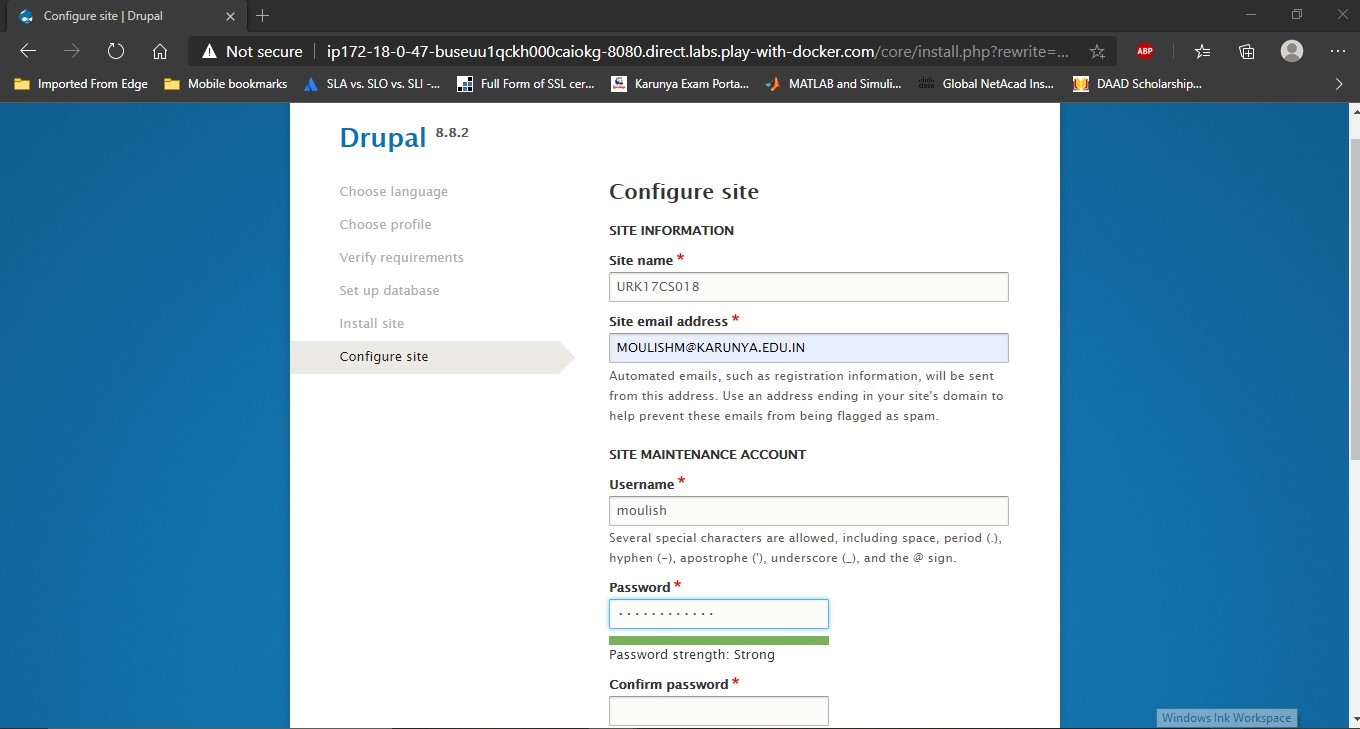 Configure site | Drupal
Not secure
ip172-18-0-47-buseuu1qckh000caiokg-8080.direct.labs.play-with-docker.com/core/install.php?rewrite=...
ABP
Imported From Edge
Mobile bookmarks
SLA vs. SLO vs. SLI -...
Full Form of SSL cer...
Karunya Exam Porta...
MATLAB and Simuli...
Global NetAcad Ins...
DAAD Scholarship...
Drupal 8.8.2
Choose language
Choose profile
Verify requirements
Set up database
Install site
Configure site
Configure site
SITE INFORMATION
Site name *
URK17CS018
Site email address *
MOULISHM@KARUNYA.EDU.IN
Automated emails, such as registration information, will be sent
from this address. Use an address ending in your site's domain to
help prevent these emails from being flagged as spam.
SITE MAINTENANCE ACCOUNT
Username *
moulish
Several special characters are allowed, including space, period (.),
hyphen (-), apostrophe ('), underscore (_), and the @ sign.
Password *
············
Password strength: Strong
Confirm password *
Windows Ink Workspace